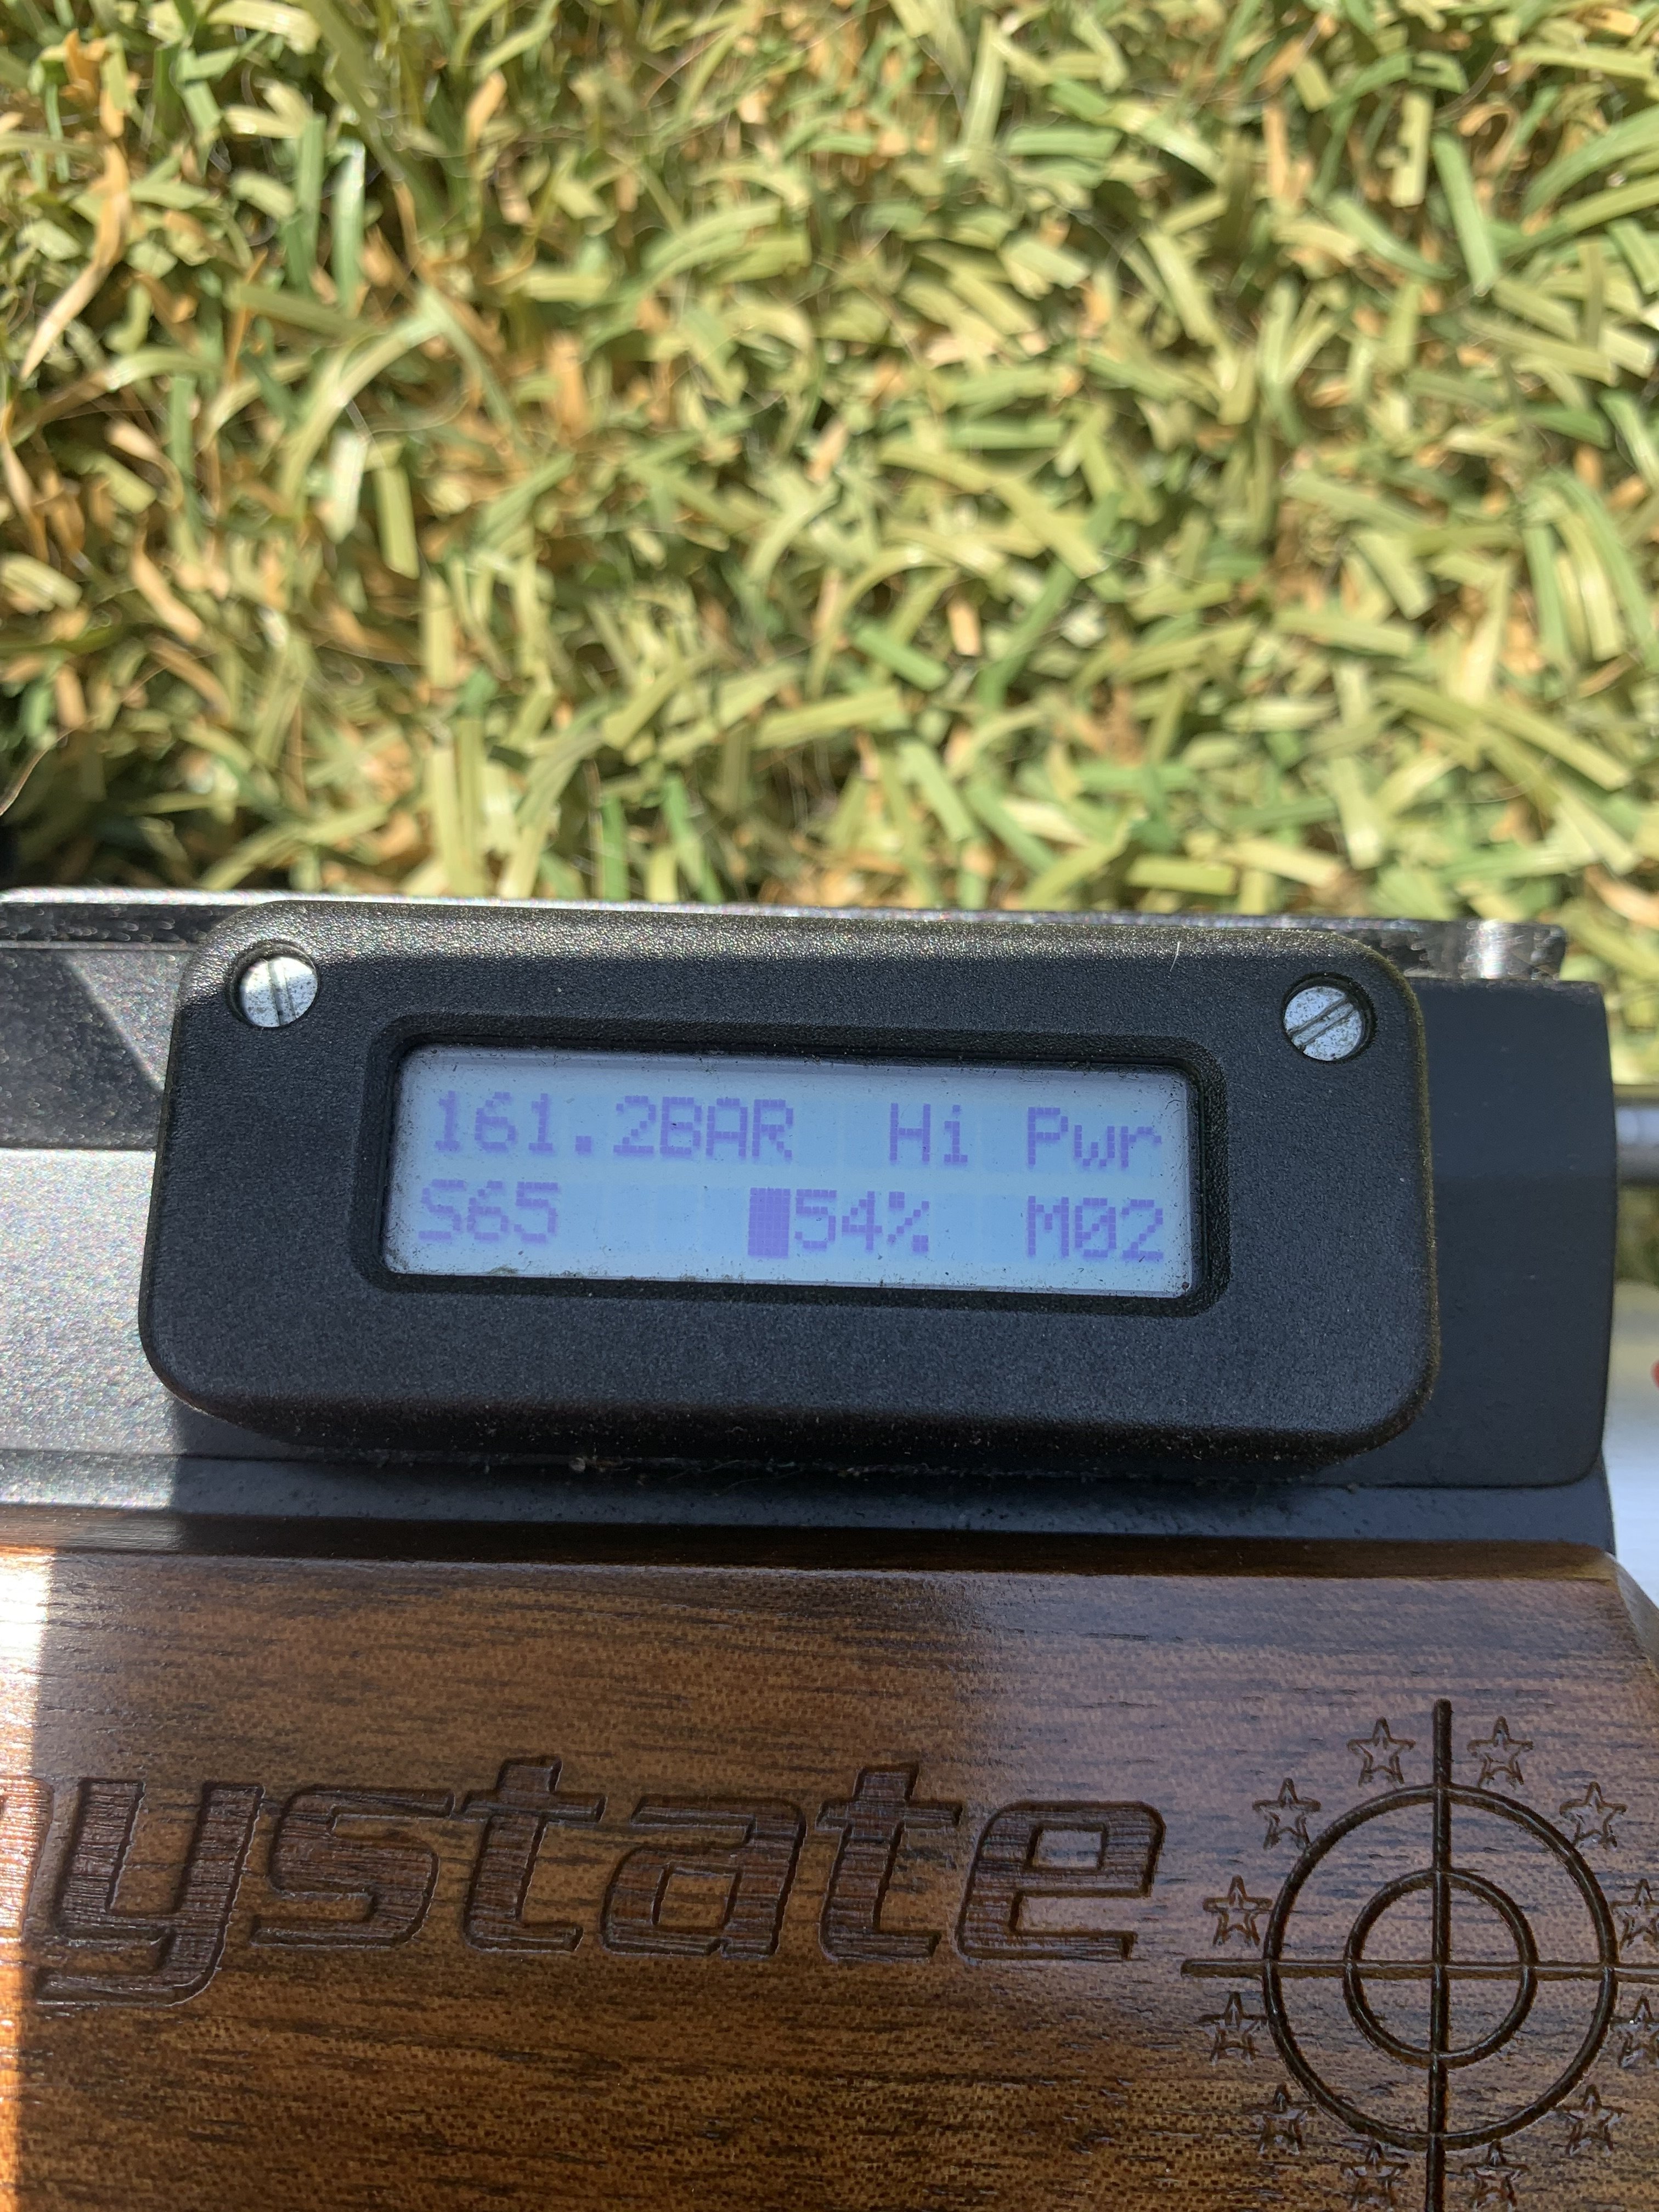 161.2BAR Hi Pwr
S65 54% M02
ystate